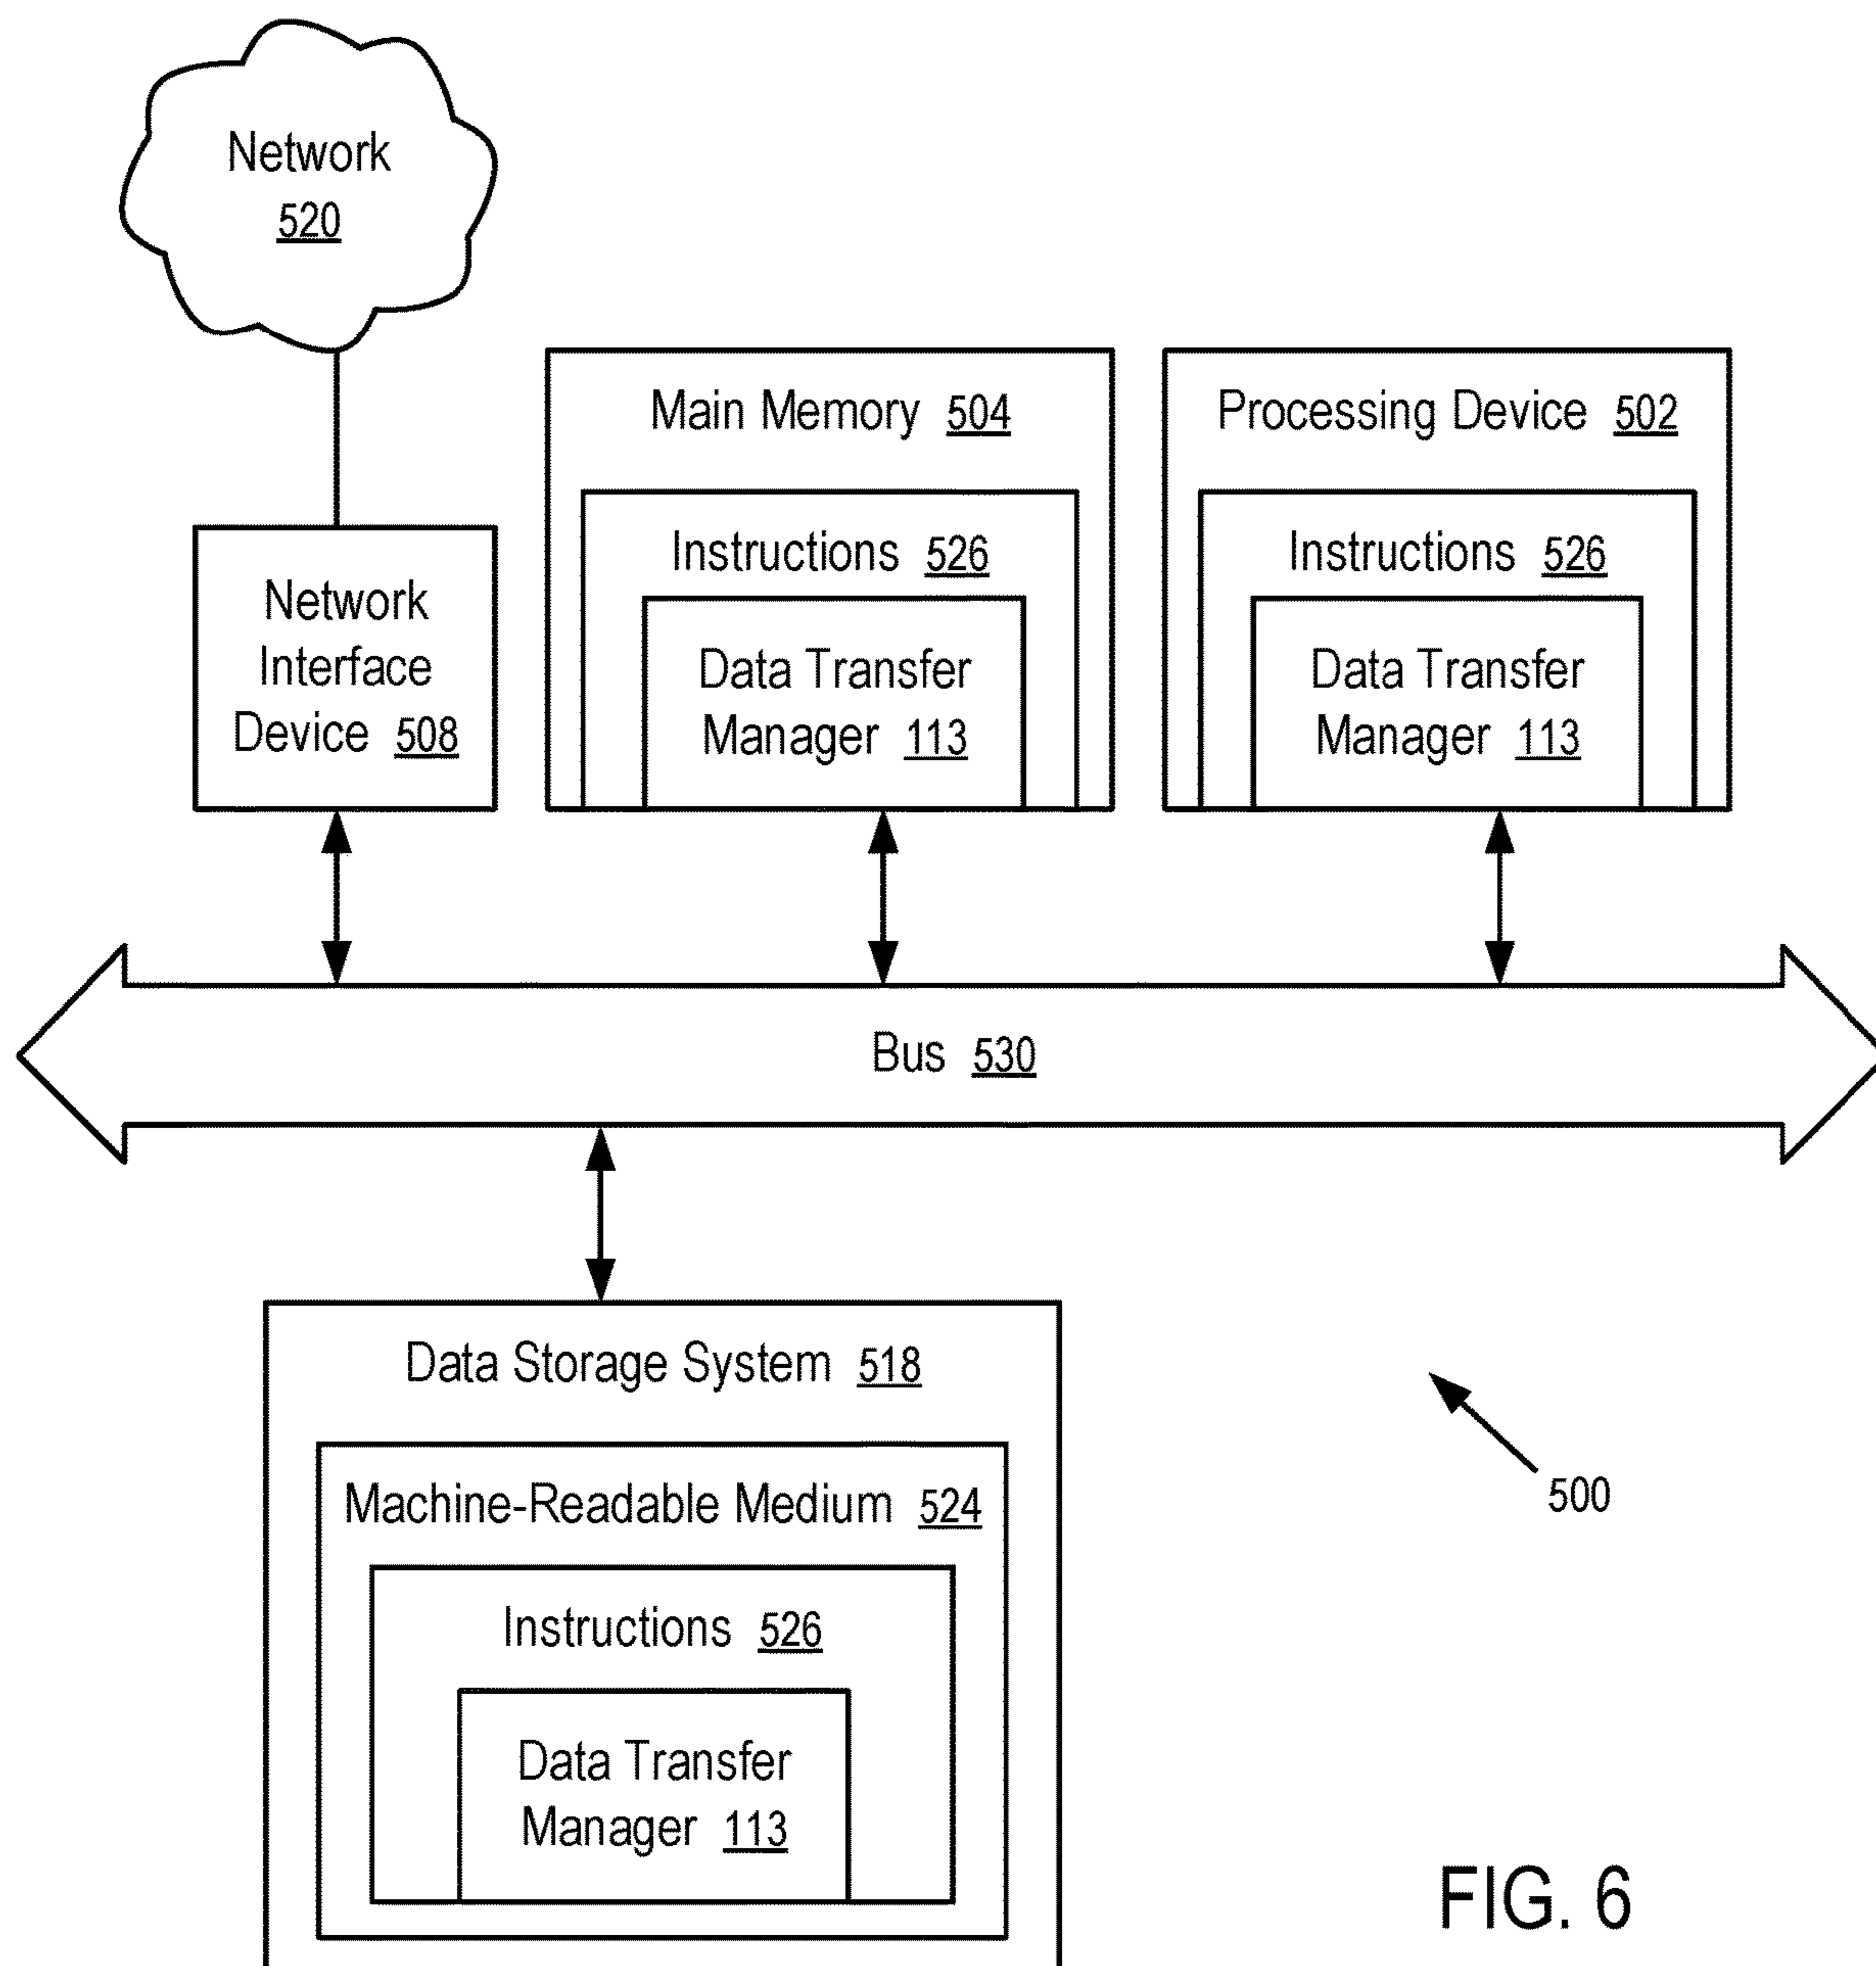 Network
520
Network
Interface
Device 508
Main Memory 504
Instructions 526
Data Transfer
Manager 113
Processing Device 502
Instructions 526
Data Transfer
Manager 113
Bus 530
Data Storage System 518
Machine-Readable Medium 524
Instructions 526
Data Transfer
Manager 113
500
FIG. 6